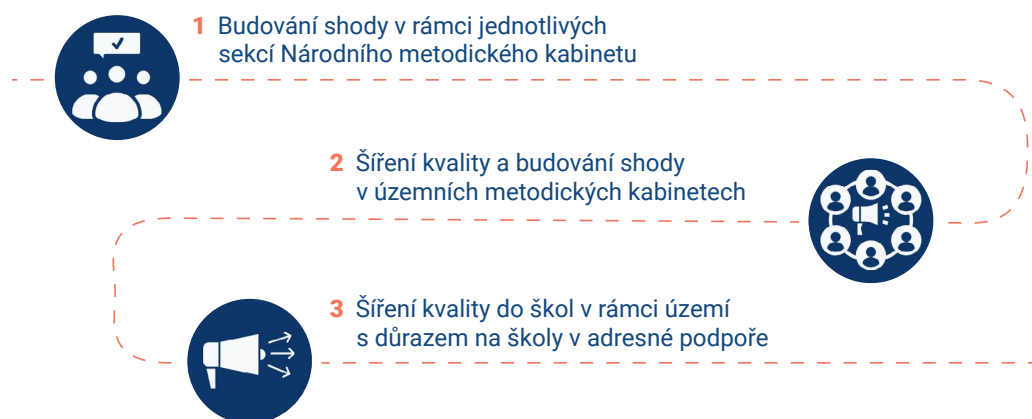 1 Budování shody v rámci jednotlivých
sekcí Národního metodického kabinetu
2 Šíření kvality a budování shody
v územních metodických kabinetech
3 Šíření kvality do škol v rámci území
s důrazem na školy v adresné podpoře